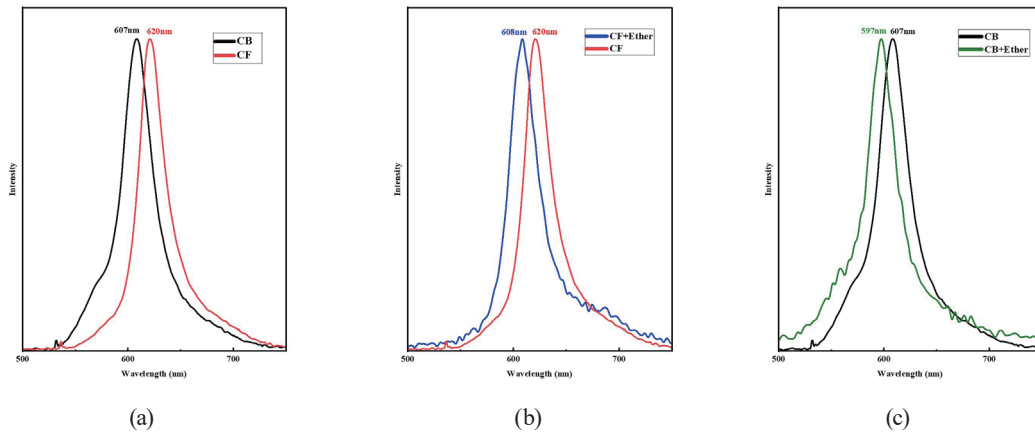 607nm 620nm
CB
CF
Intensity
500 600 700
Wavelength (nm)
(a)
608nm 620nm
CF+Ether
CF
Intensity
500 600 700
Wavelength (nm)
(b)
597nm 607nm
CB
CB+Ether
Intensity
500 600 700
Wavelength (nm)
(c)